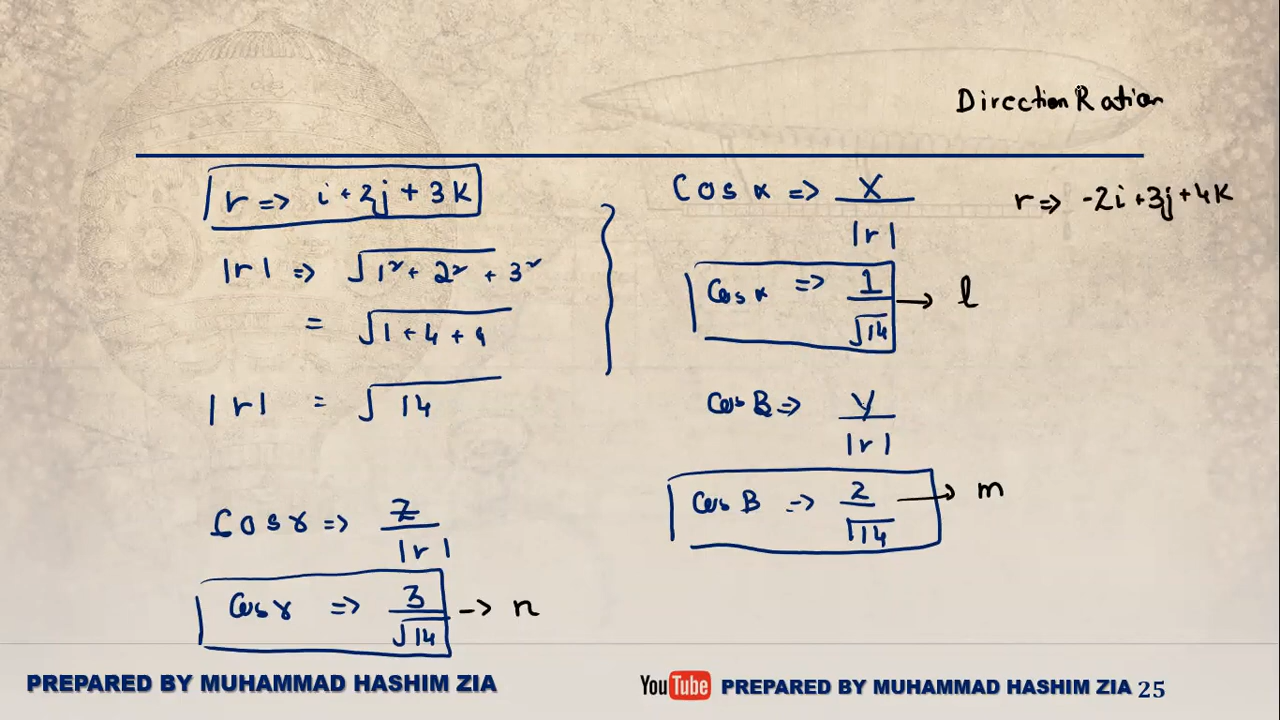 Direction Ration
r => i + 2j + 3k
|r| => √1² + 2² + 3²
= √1 + 4 + 9
|r| = √14
Cos γ => z/|r|
Cos γ => 3/√14 → n
Cos α => x/|r|
Cos α => 1/√14 → l
Cos B => y/|r|
Cos B => 2/√14 → m
r => -2i + 3j + 4k
PREPARED BY MUHAMMAD HASHIM ZIA
YouTube PREPARED BY MUHAMMAD HASHIM ZIA 25